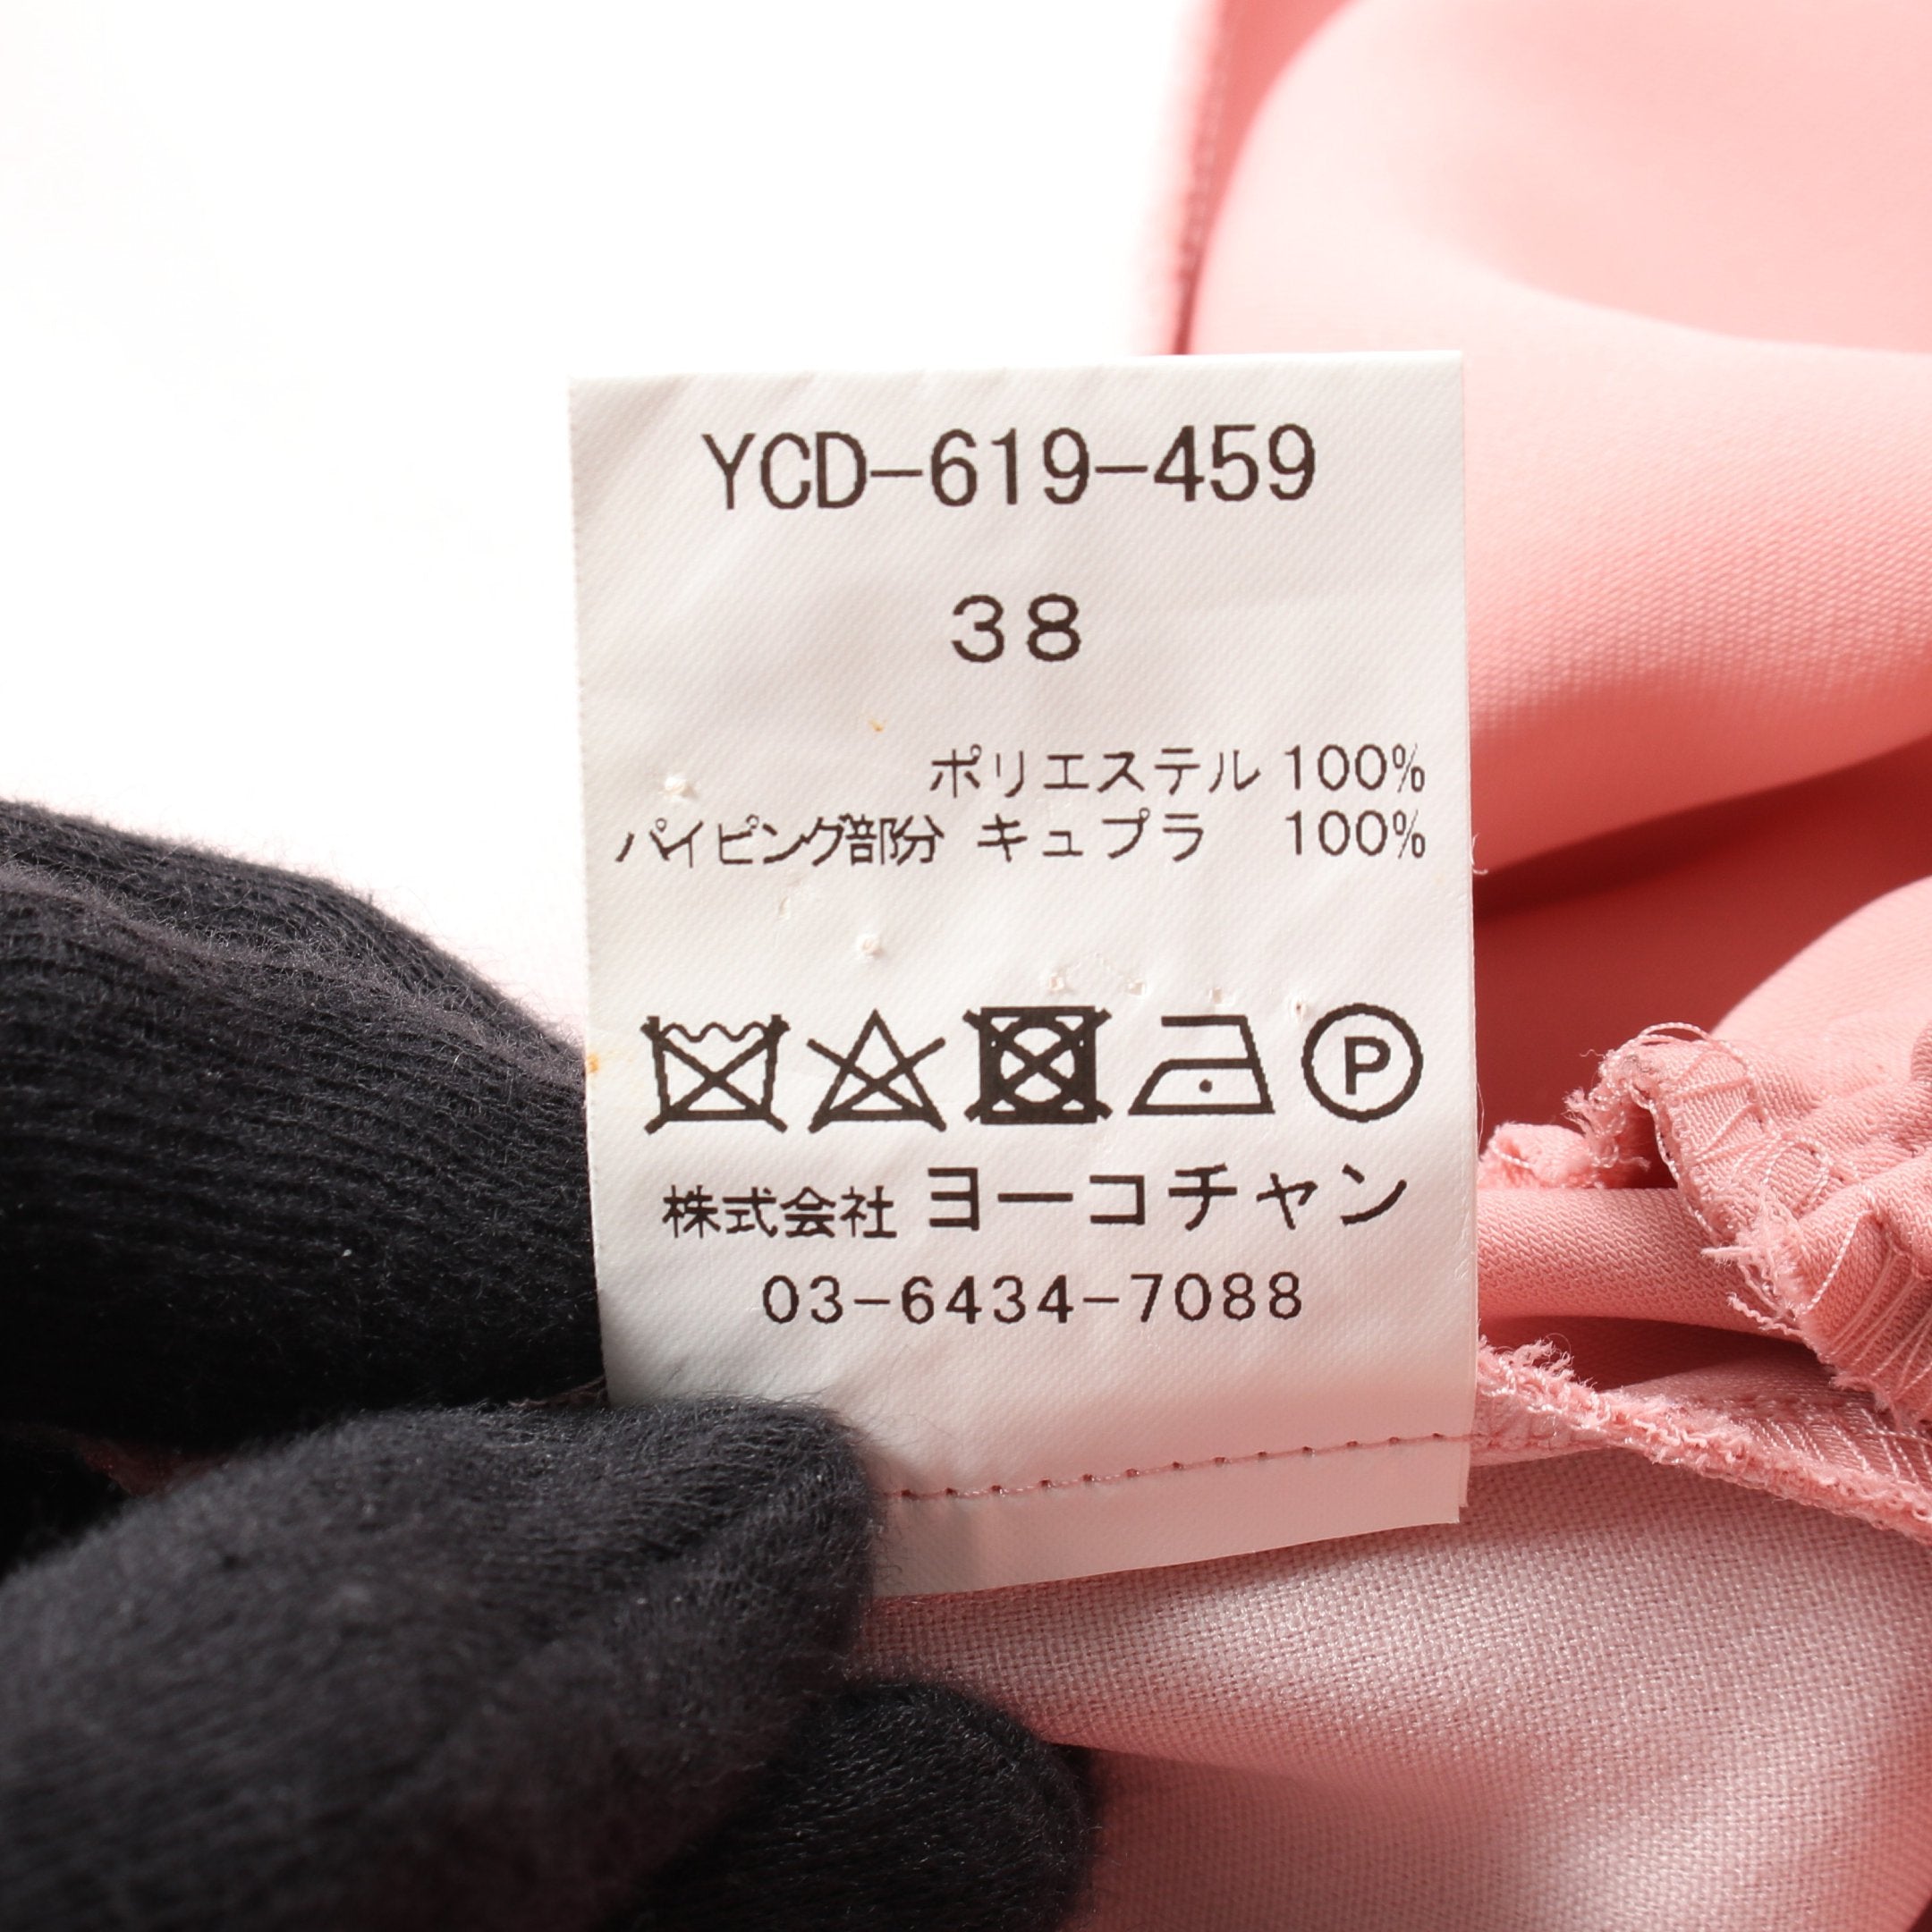 YCD-619-459
38
ポリエステル 100%
パイピング部分 キュプラ 100%
P
株式会社 ヨーコチャン
03-6434-7088